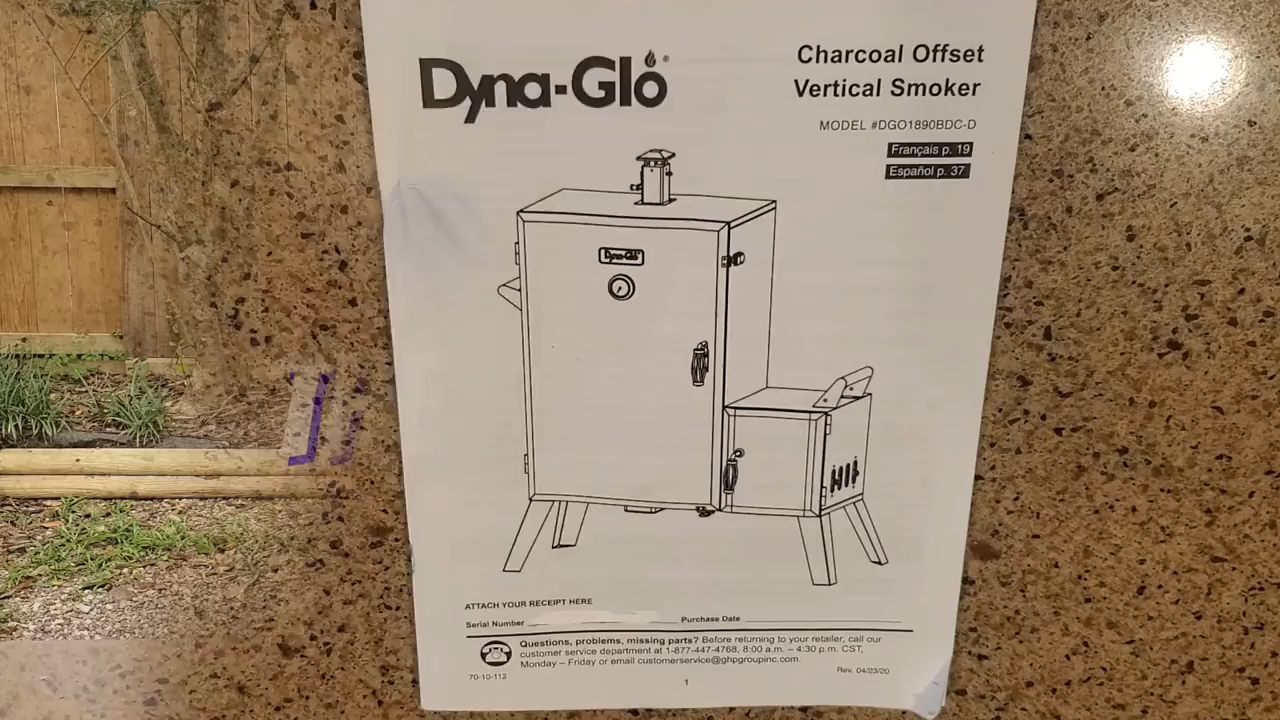 Dyna-Glo®
Charcoal Offset
Vertical Smoker
MODEL #DGO1890BDC-D
Français p. 19
Español p. 37
Dyna-Glo
ATTACH YOUR RECEIPT HERE
Serial Number Purchase Date
Questions, problems, missing parts? Before returning to your retailer, call our
customer service department at 1-877-447-4768, 8:00 a.m. – 4:30 p.m. CST,
Monday – Friday or email customerservice@ghpgroupinc.com.
70-10-112
Rev. 04/23/20
1